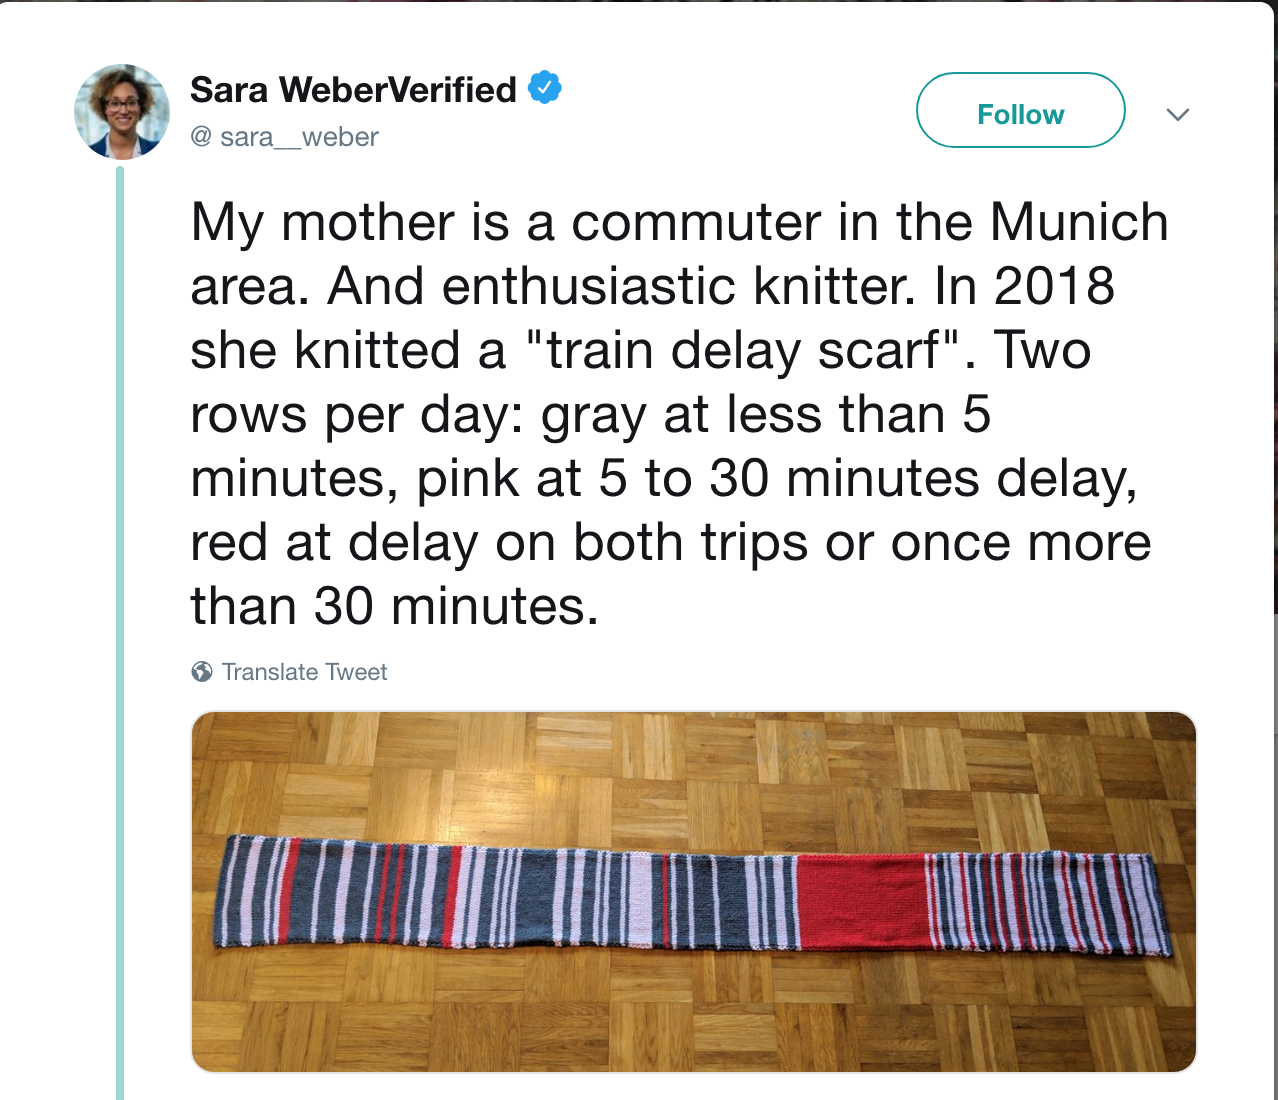 Sara WeberVerified
@ sara__weber
Follow
My mother is a commuter in the Munich
area. And enthusiastic knitter. In 2018
she knitted a "train delay scarf". Two
rows per day: gray at less than 5
minutes, pink at 5 to 30 minutes delay,
red at delay on both trips or once more
than 30 minutes.
Translate Tweet